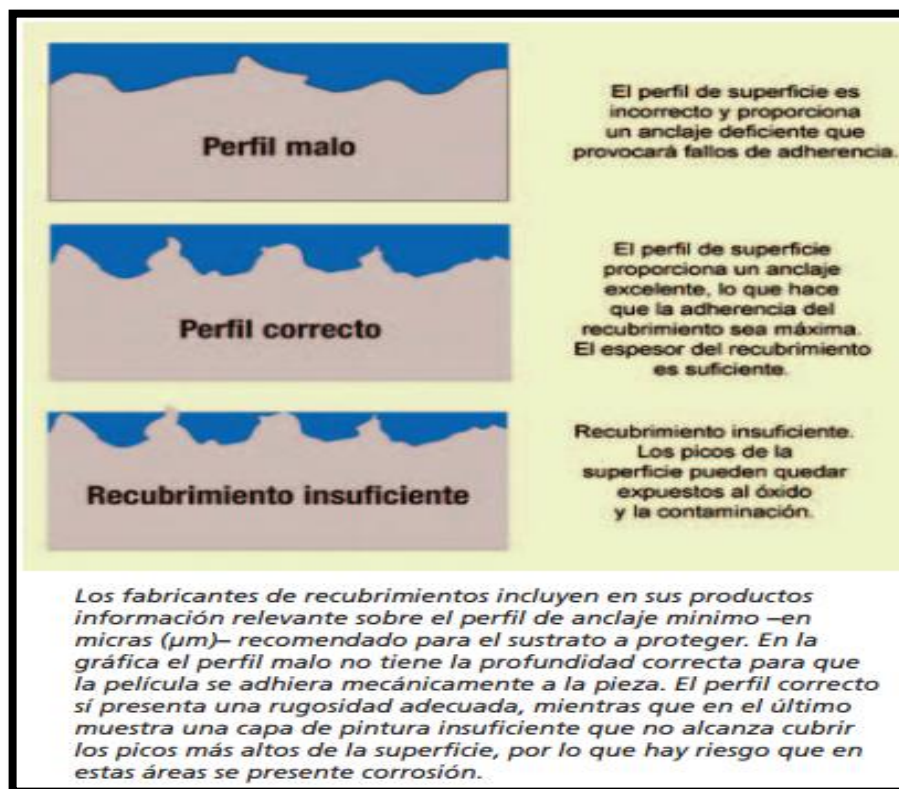 Perfil malo
El perfil de superficie es
incorrecto y proporciona
un anclaje deficiente que
provocará fallos de adherencia.
Perfil correcto
El perfil de superficie
proporciona un anclaje
excelente, lo que hace
que la adherencia del
recubrimiento sea máxima.
El espesor del recubrimiento
es suficiente.
Recubrimiento insuficiente
Recubrimiento insuficiente.
Los picos de la
superficie pueden quedar
expuestos al óxido
y la contaminación.
Los fabricantes de recubrimientos incluyen en sus productos
información relevante sobre el perfil de anclaje mínimo –en
micras (µm)– recomendado para el sustrato a proteger. En la
gráfica el perfil malo no tiene la profundidad correcta para que
la película se adhiera mecánicamente a la pieza. El perfil correcto
sí presenta una rugosidad adecuada, mientras que en el último
muestra una capa de pintura insuficiente que no alcanza cubrir
los picos más altos de la superficie, por lo que hay riesgo que en
estas áreas se presente corrosión.